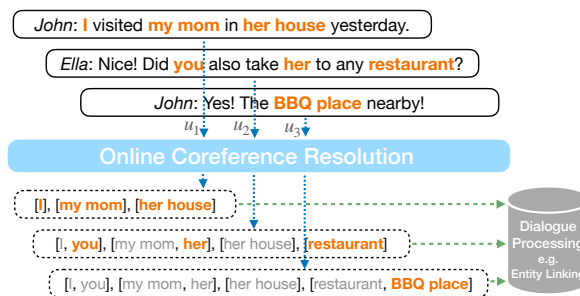 John: I visited my mom in her house yesterday.
Ella: Nice! Did you also take her to any restaurant?
John: Yes! The BBQ place nearby!
u1 u2 u3
Online Coreference Resolution
[I], [my mom], [her house]
[I, you], [my mom, her], [her house], [restaurant]
[I, you], [my mom, her], [her house], [restaurant, BBQ place]
Dialogue
Processing
e.g.
Entity Linking